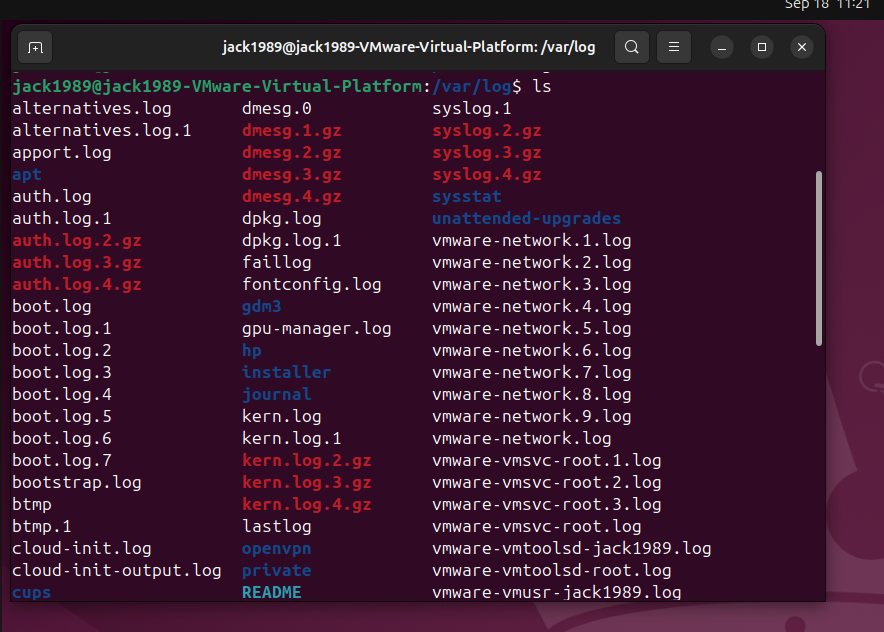 Sep 18 11:21
jack1989@jack1989-VMware-Virtual-Platform: /var/log
jack1989@jack1989-VMware-Virtual-Platform:/var/log$ ls
alternatives.log dmesg.0 syslog.1
alternatives.log.1 dmesg.1.gz syslog.2.gz
apport.log dmesg.2.gz syslog.3.gz
apt dmesg.3.gz syslog.4.gz
auth.log dmesg.4.gz sysstat
auth.log.1 dpkg.log unattended-upgrades
auth.log.2.gz dpkg.log.1 vmware-network.1.log
auth.log.3.gz faillog vmware-network.2.log
auth.log.4.gz fontconfig.log vmware-network.3.log
boot.log gdm3 vmware-network.4.log
boot.log.1 gpu-manager.log vmware-network.5.log
boot.log.2 hp vmware-network.6.log
boot.log.3 installer vmware-network.7.log
boot.log.4 journal vmware-network.8.log
boot.log.5 kern.log vmware-network.9.log
boot.log.6 kern.log.1 vmware-network.log
boot.log.7 kern.log.2.gz vmware-vmsvc-root.1.log
bootstrap.log kern.log.3.gz vmware-vmsvc-root.2.log
btmp kern.log.4.gz vmware-vmsvc-root.3.log
btmp.1 lastlog vmware-vmsvc-root.log
cloud-init.log openvpn vmware-vmtoolsd-jack1989.log
cloud-init-output.log private vmware-vmtoolsd-root.log
cups README vmware-vmusr-jack1989.log